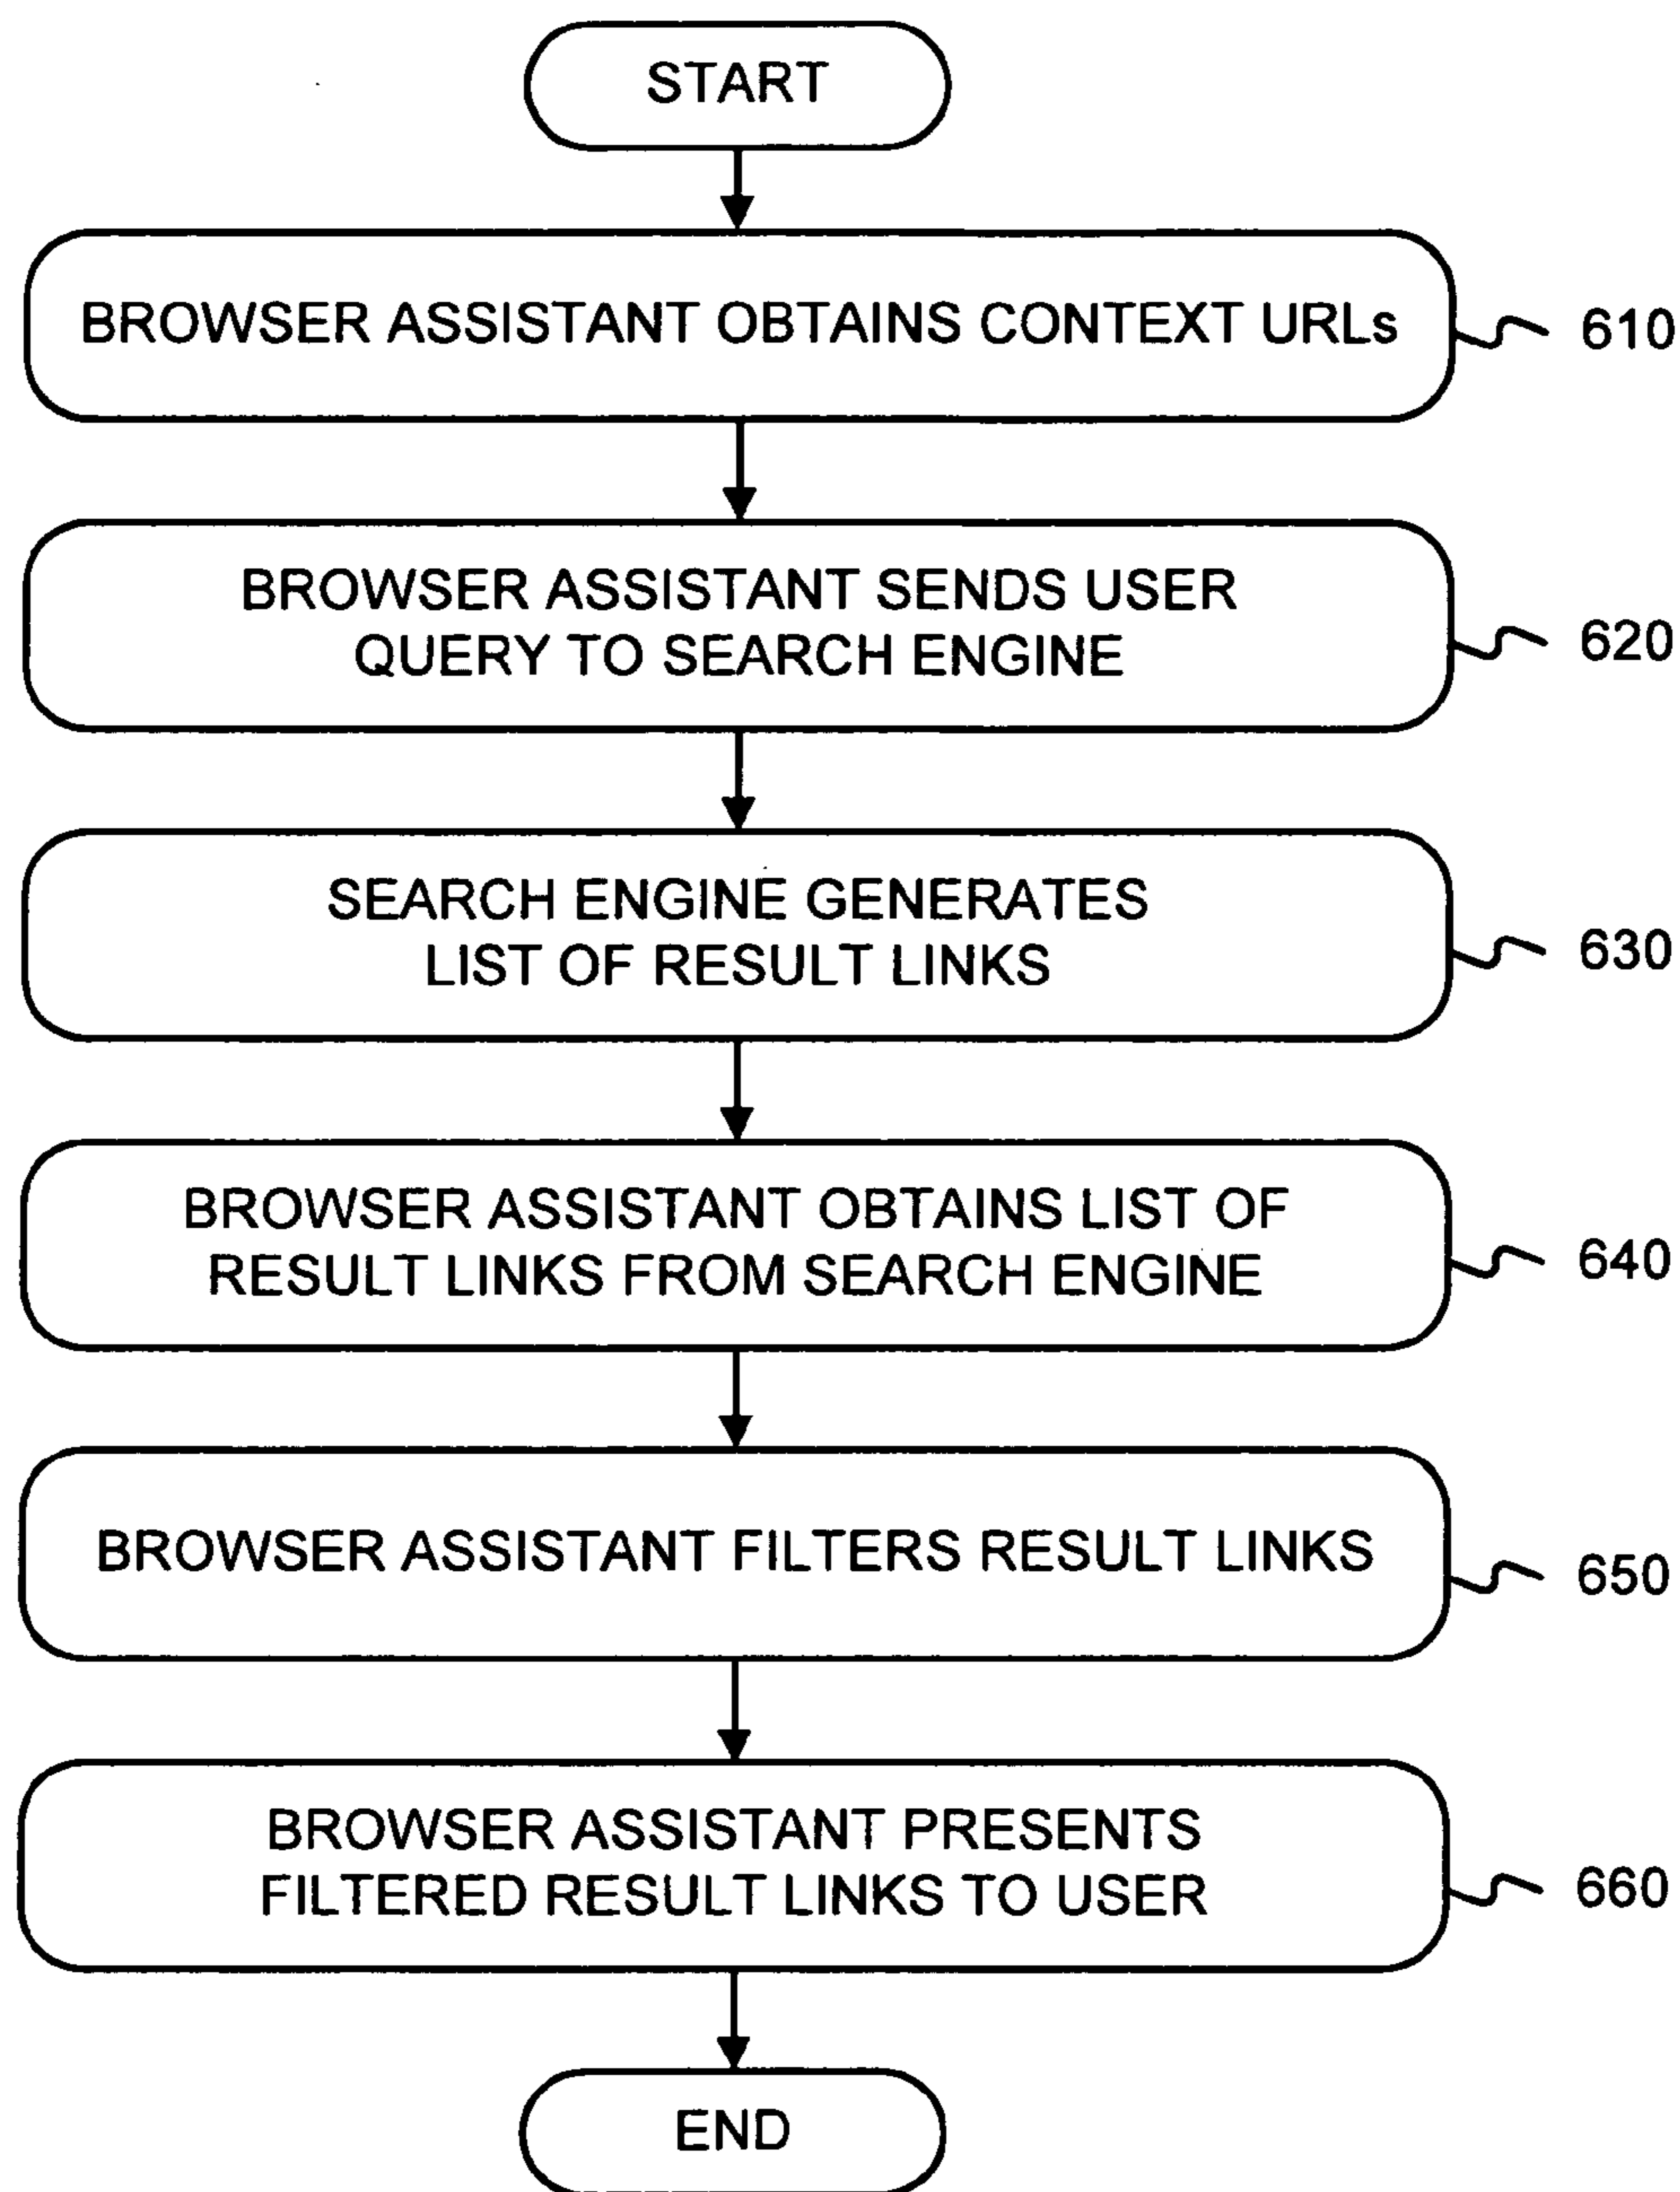 START
BROWSER ASSISTANT OBTAINS CONTEXT URLs
610
BROWSER ASSISTANT SENDS USER
QUERY TO SEARCH ENGINE
620
SEARCH ENGINE GENERATES
LIST OF RESULT LINKS
630
BROWSER ASSISTANT OBTAINS LIST OF
RESULT LINKS FROM SEARCH ENGINE
640
BROWSER ASSISTANT FILTERS RESULT LINKS
650
BROWSER ASSISTANT PRESENTS
FILTERED RESULT LINKS TO USER
660
END